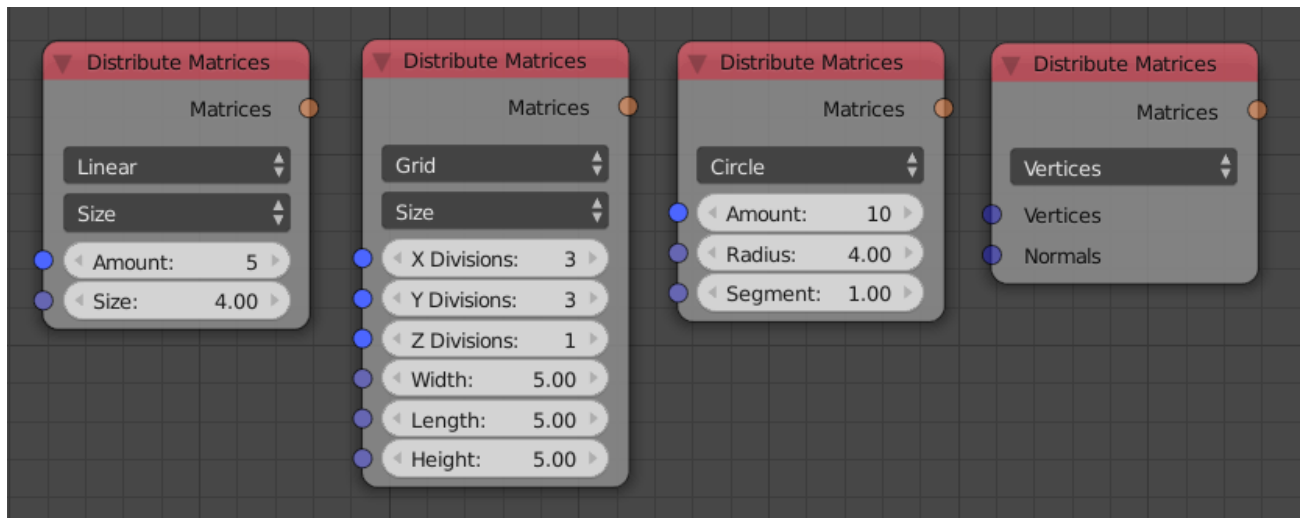 Distribute Matrices
Matrices
Linear
Size
Amount: 5
Size: 4.00
Distribute Matrices
Matrices
Grid
Size
X Divisions: 3
Y Divisions: 3
Z Divisions: 1
Width: 5.00
Length: 5.00
Height: 5.00
Distribute Matrices
Matrices
Circle
Amount: 10
Radius: 4.00
Segment: 1.00
Distribute Matrices
Matrices
Vertices
Vertices
Normals